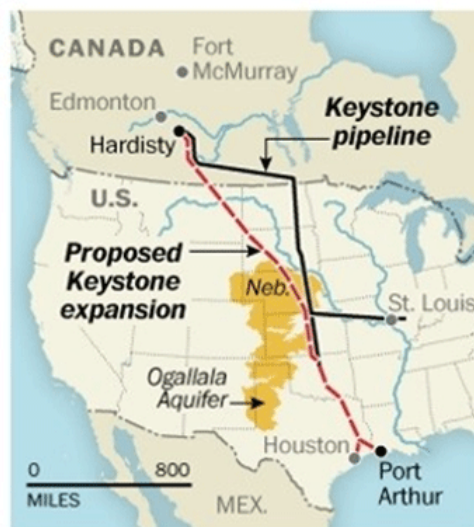 CANADA
Fort
McMurray
Edmonton
Hardisty
Keystone
pipeline
U.S.
Proposed
Keystone
expansion
Neb.
St. Louis
Ogallala
Aquifer
Houston
Port
Arthur
0 800
MILES
MEX.